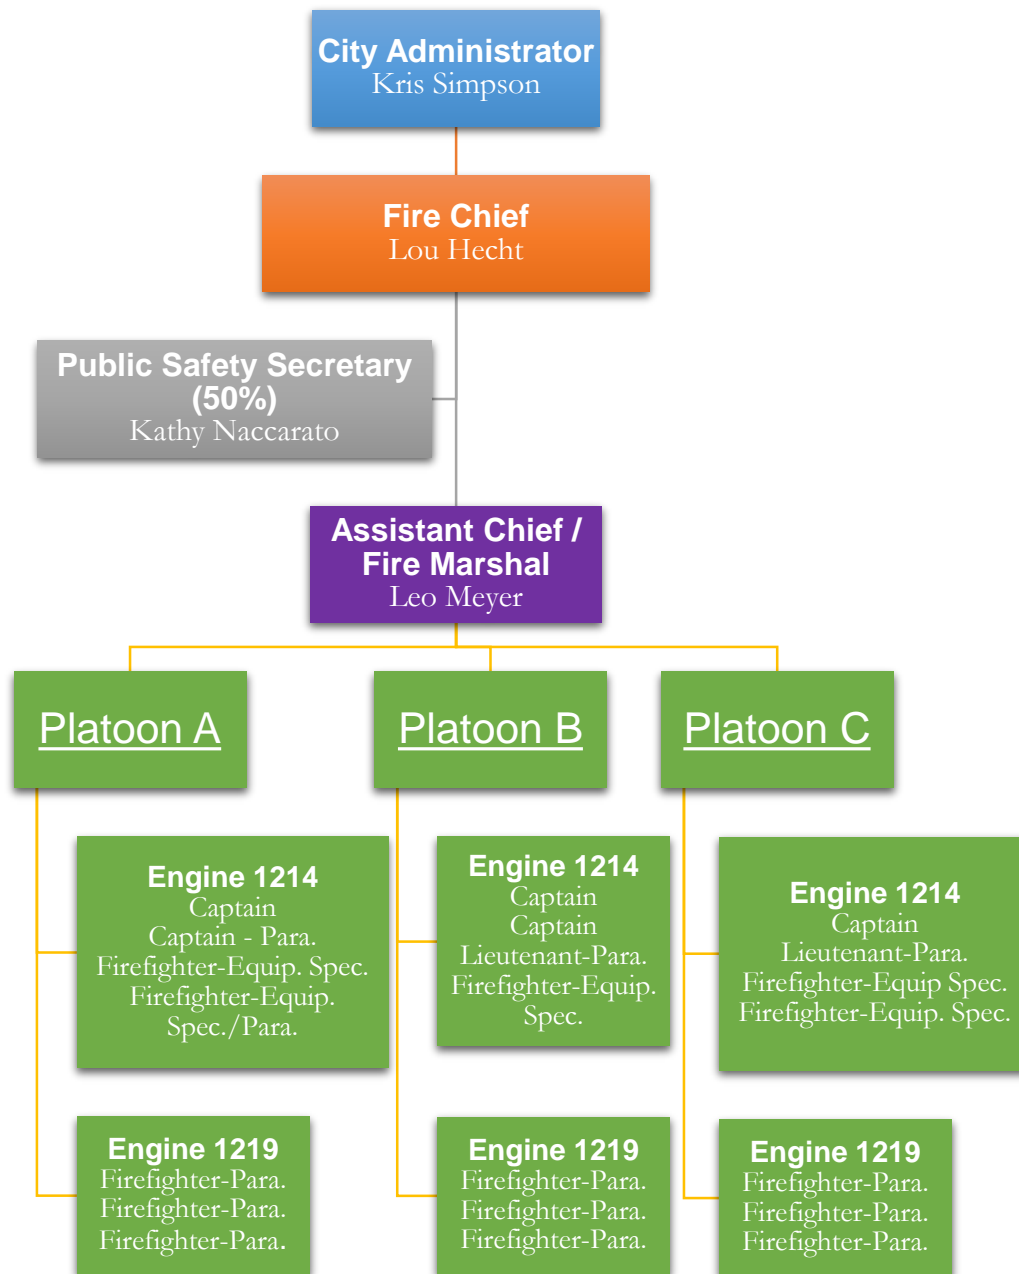 City Administrator
Kris Simpson
Fire Chief
Lou Hecht
Public Safety Secretary
(50%)
Kathy Naccarato
Assistant Chief /
Fire Marshal
Leo Meyer
Platoon A
Engine 1214
Captain
Captain - Para.
Firefighter-Equip. Spec.
Firefighter-Equip.
Spec./Para.
Engine 1219
Firefighter-Para.
Firefighter-Para.
Firefighter-Para.
Platoon B
Engine 1214
Captain
Captain
Lieutenant-Para.
Firefighter-Equip.
Spec.
Engine 1219
Firefighter-Para.
Firefighter-Para.
Firefighter-Para.
Platoon C
Engine 1214
Captain
Lieutenant-Para.
Firefighter-Equip Spec.
Firefighter-Equip. Spec.
Engine 1219
Firefighter-Para.
Firefighter-Para.
Firefighter-Para.